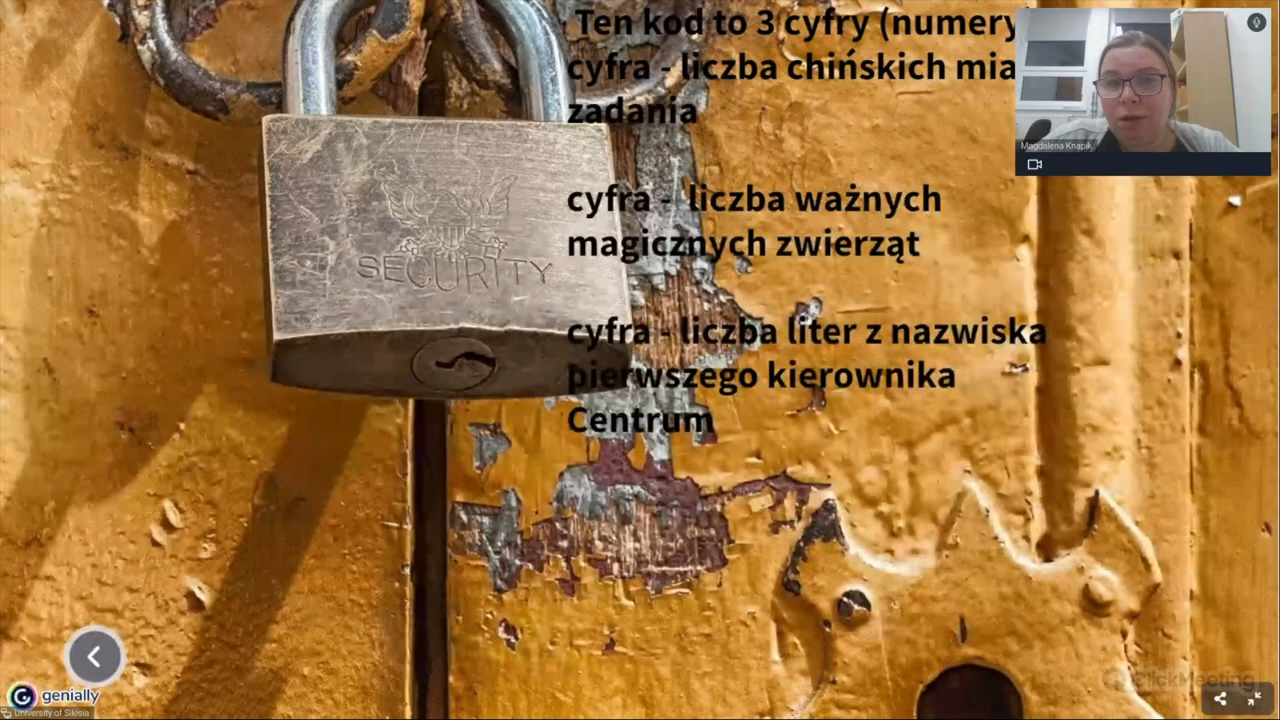 Ten kod to 3 cyfry (numery
cyfra - liczba chińskich mia
zadania
cyfra - liczba ważnych
magicznych zwierząt
cyfra - liczba liter z nazwiska
pierwszego kierownika
Centrum
SECURITY
Magdalena Knapik
genially
University of Silesia
ClickMeeting